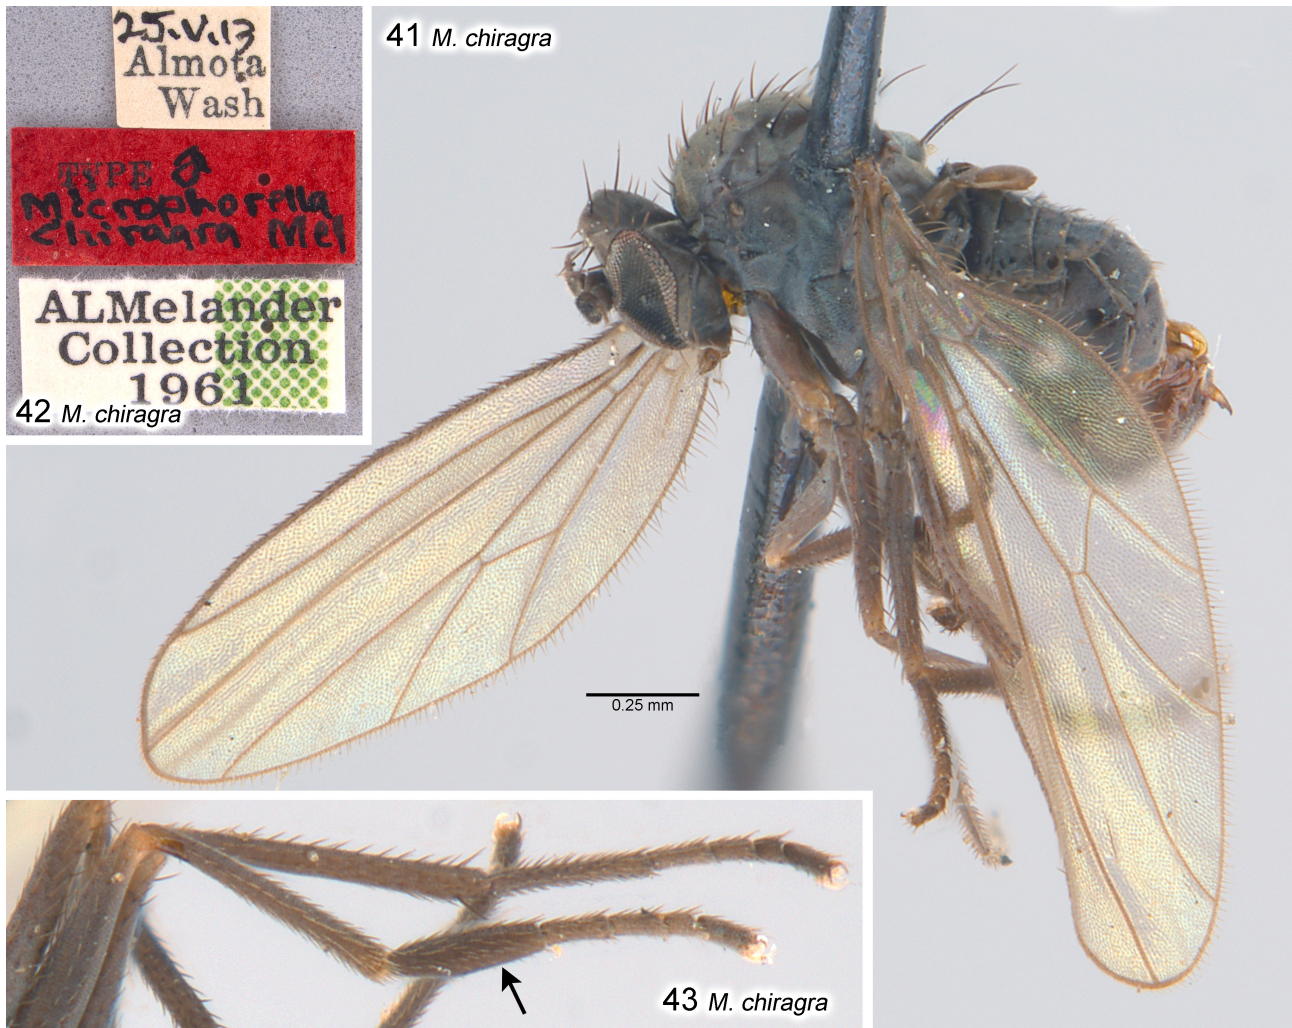 25.V.13
Almota
Wash
TYPE ♂
Microphorella
chiragra Mel
ALMelander
Collection
1961
42 M. chiragra
41 M. chiragra
0.25 mm
43 M. chiragra